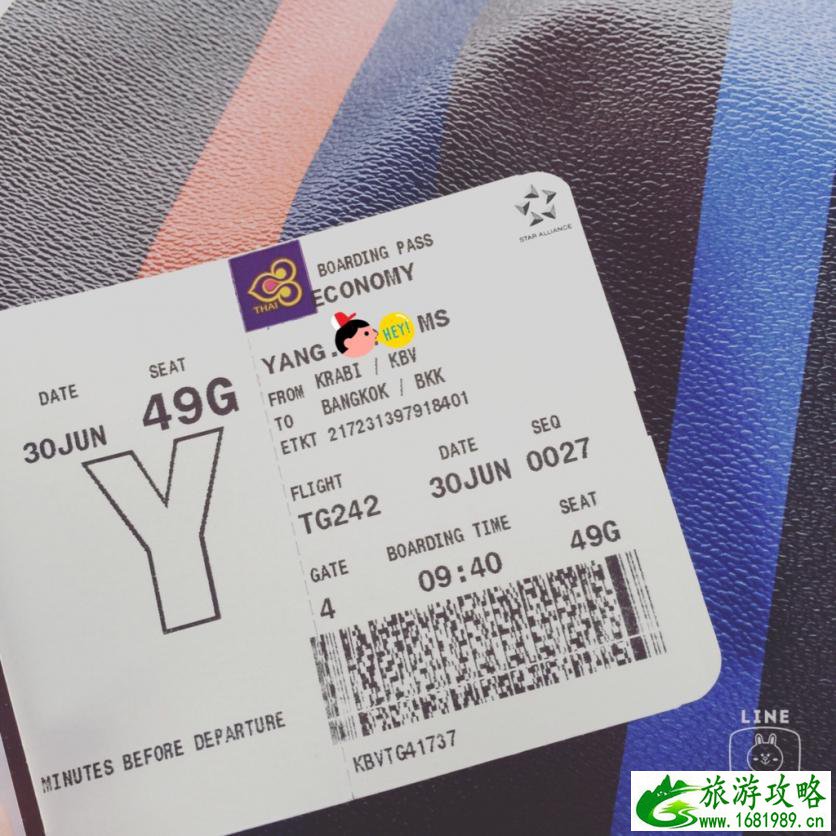 STAR ALLIANCE
THAI
BOARDING PASS
ECONOMY
HEY!
YANG. MS
FROM KRABI / KBV
TO BANGKOK / BKK
ETKT 217231397918401
DATE SEAT
30JUN 49G
Y
FLIGHT DATE SEQ
TG242 30JUN 0027
GATE BOARDING TIME SEAT
4 09:40 49G
MINUTES BEFORE DEPARTURE
KBVTG41737
LINE
旅游攻略
www.1681989.cn